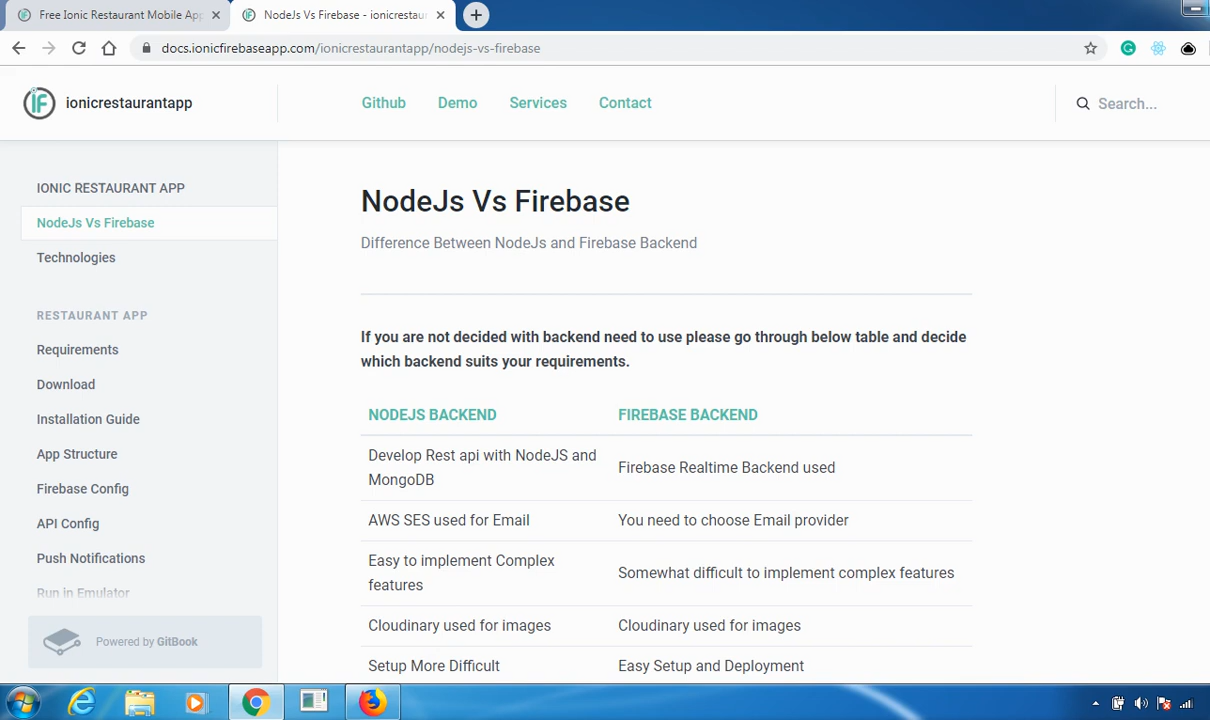 Free Ionic Restaurant Mobile App
NodeJs Vs Firebase - ionicrestau
docs.ionicfirebaseapp.com/ionicrestaurantapp/nodejs-vs-firebase
IF ionicrestaurantapp
Github Demo Services Contact
Search...
IONIC RESTAURANT APP
NodeJs Vs Firebase
Technologies
RESTAURANT APP
Requirements
Download
Installation Guide
App Structure
Firebase Config
API Config
Push Notifications
Run in Emulator
Powered by GitBook
NodeJs Vs Firebase
Difference Between NodeJs and Firebase Backend
If you are not decided with backend need to use please go through below table and decide
which backend suits your requirements.
NODEJS BACKEND FIREBASE BACKEND
Develop Rest api with NodeJS and
MongoDB
Firebase Realtime Backend used
AWS SES used for Email You need to choose Email provider
Easy to implement Complex
features
Somewhat difficult to implement complex features
Cloudinary used for images Cloudinary used for images
Setup More Difficult Easy Setup and Deployment